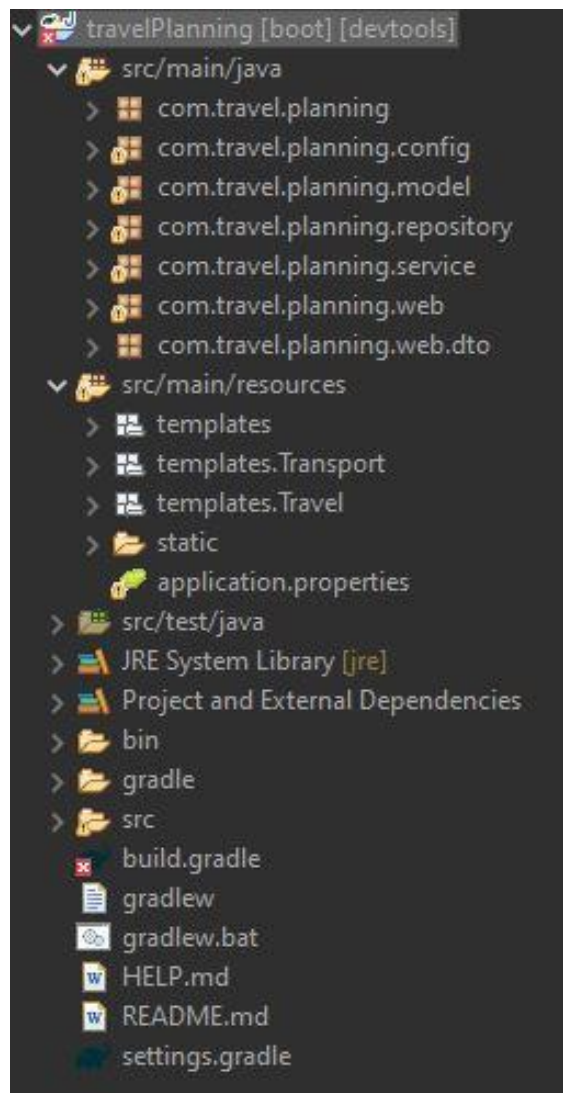 travelPlanning [boot] [devtools]
src/main/java
com.travel.planning
com.travel.planning.config
com.travel.planning.model
com.travel.planning.repository
com.travel.planning.service
com.travel.planning.web
com.travel.planning.web.dto
src/main/resources
templates
templates.Transport
templates.Travel
static
application.properties
src/test/java
JRE System Library [jre]
Project and External Dependencies
bin
gradle
src
build.gradle
gradlew
gradlew.bat
HELP.md
README.md
settings.gradle